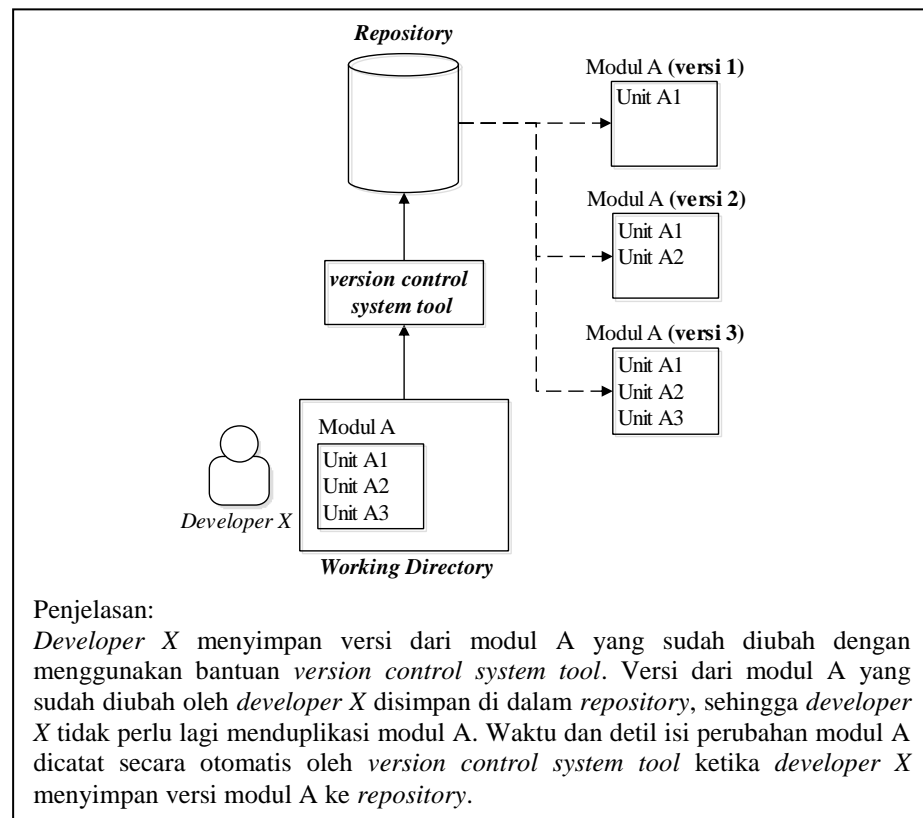 Repository
Modul A (versi 1)
Unit A1
Modul A (versi 2)
Unit A1
Unit A2
version control
system tool
Modul A (versi 3)
Unit A1
Unit A2
Unit A3
Modul A
Unit A1
Unit A2
Unit A3
Developer X
Working Directory
Penjelasan:
Developer X menyimpan versi dari modul A yang sudah diubah dengan
menggunakan bantuan version control system tool. Versi dari modul A yang
sudah diubah oleh developer X disimpan di dalam repository, sehingga developer
X tidak perlu lagi menduplikasi modul A. Waktu dan detil isi perubahan modul A
dicatat secara otomatis oleh version control system tool ketika developer X
menyimpan versi modul A ke repository.